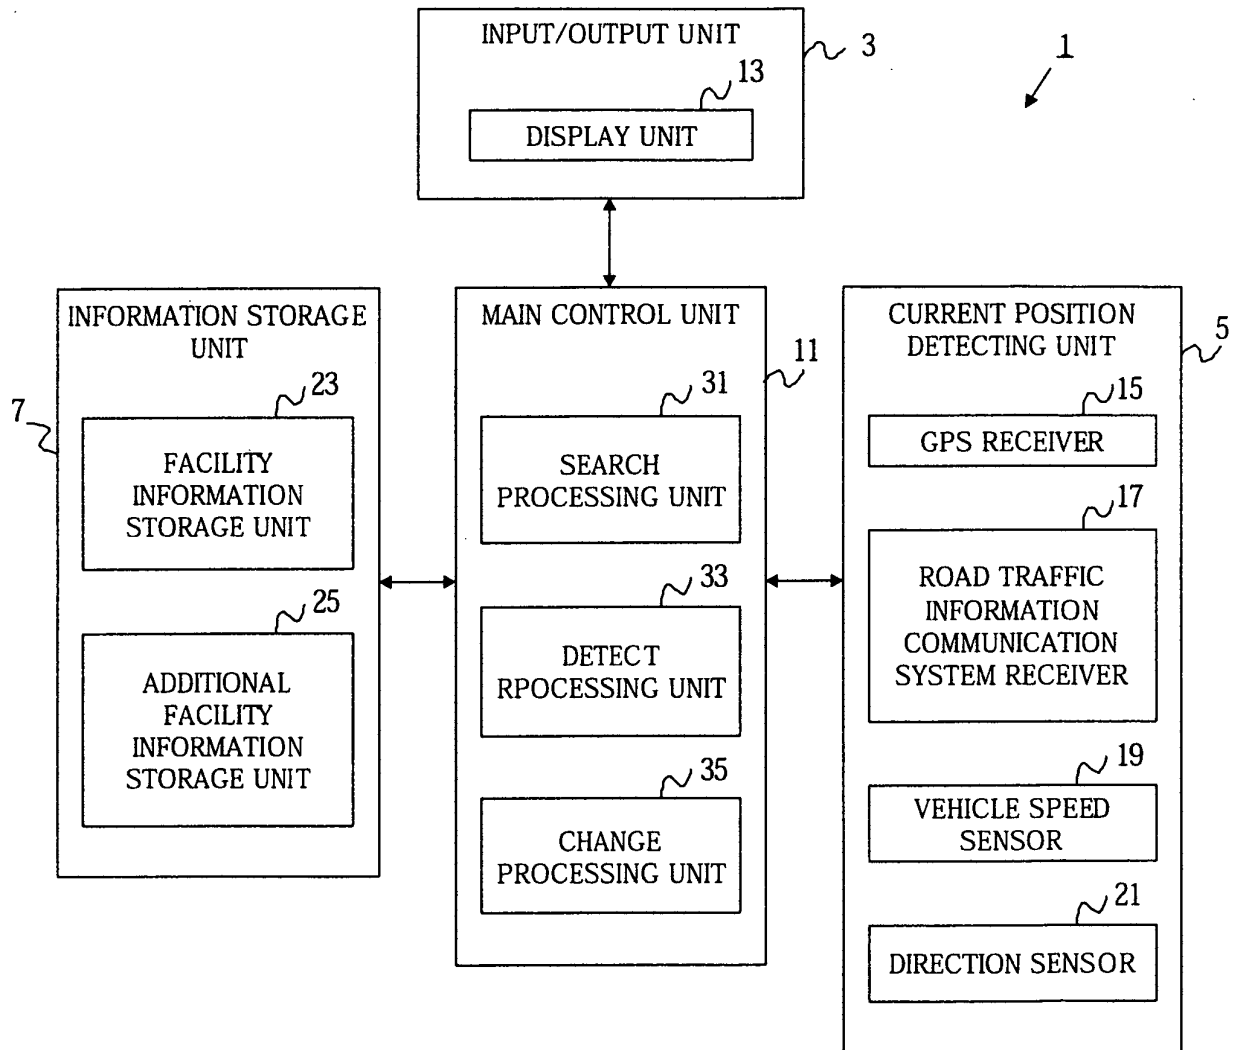 INPUT/OUTPUT UNIT
3
1
13
DISPLAY UNIT
INFORMATION STORAGE
UNIT
7
23
FACILITY
INFORMATION
STORAGE UNIT
25
ADDITIONAL
FACILITY
INFORMATION
STORAGE UNIT
MAIN CONTROL UNIT
11
31
SEARCH
PROCESSING UNIT
33
DETECT
RPOCESSING UNIT
35
CHANGE
PROCESSING UNIT
CURRENT POSITION
DETECTING UNIT
5
15
GPS RECEIVER
17
ROAD TRAFFIC
INFORMATION
COMMUNICATION
SYSTEM RECEIVER
19
VEHICLE SPEED
SENSOR
21
DIRECTION SENSOR